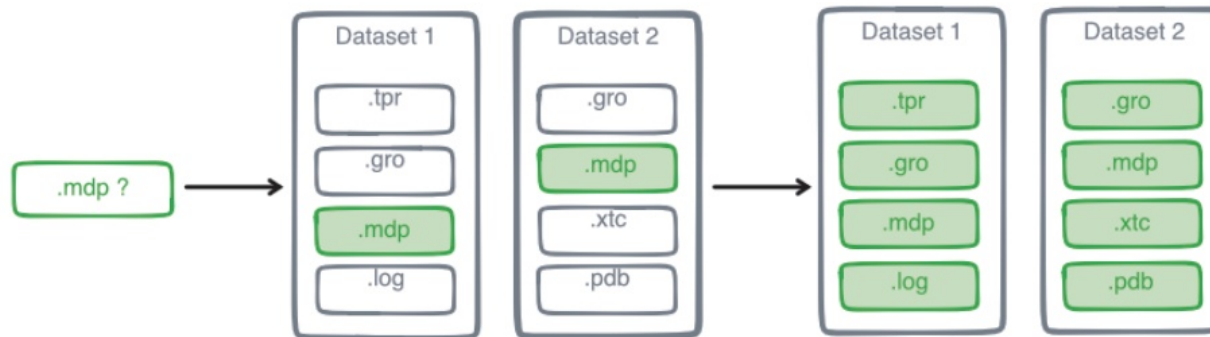 .mdp ?
Dataset 1
.tpr
.gro
.mdp
.log
Dataset 2
.gro
.mdp
.xtc
.pdb
Dataset 1
.tpr
.gro
.mdp
.log
Dataset 2
.gro
.mdp
.xtc
.pdb